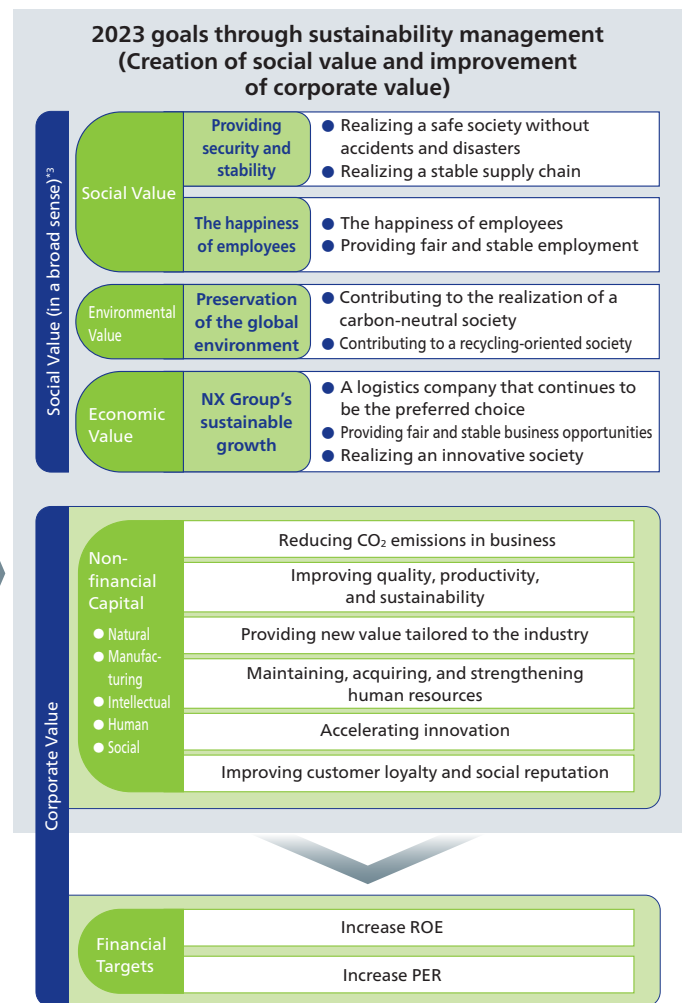 2023 goals through sustainability management
(Creation of social value and improvement
of corporate value)
Social Value (in a broad sense)*3
Social Value
Providing
security and
stability
● Realizing a safe society without
accidents and disasters
● Realizing a stable supply chain
The happiness
of employees
● The happiness of employees
● Providing fair and stable employment
Environmental
Value
Preservation
of the global
environment
● Contributing to the realization of a
carbon-neutral society
● Contributing to a recycling-oriented society
Economic
Value
NX Group's
sustainable
growth
● A logistics company that continues to
be the preferred choice
● Providing fair and stable business opportunities
● Realizing an innovative society
Corporate Value
Non-
financial
Capital
● Natural
● Manufac-
turing
● Intellectual
● Human
● Social
Reducing CO₂ emissions in business
Improving quality, productivity,
and sustainability
Providing new value tailored to the industry
Maintaining, acquiring, and strengthening
human resources
Accelerating innovation
Improving customer loyalty and social reputation
Financial
Targets
Increase ROE
Increase PER